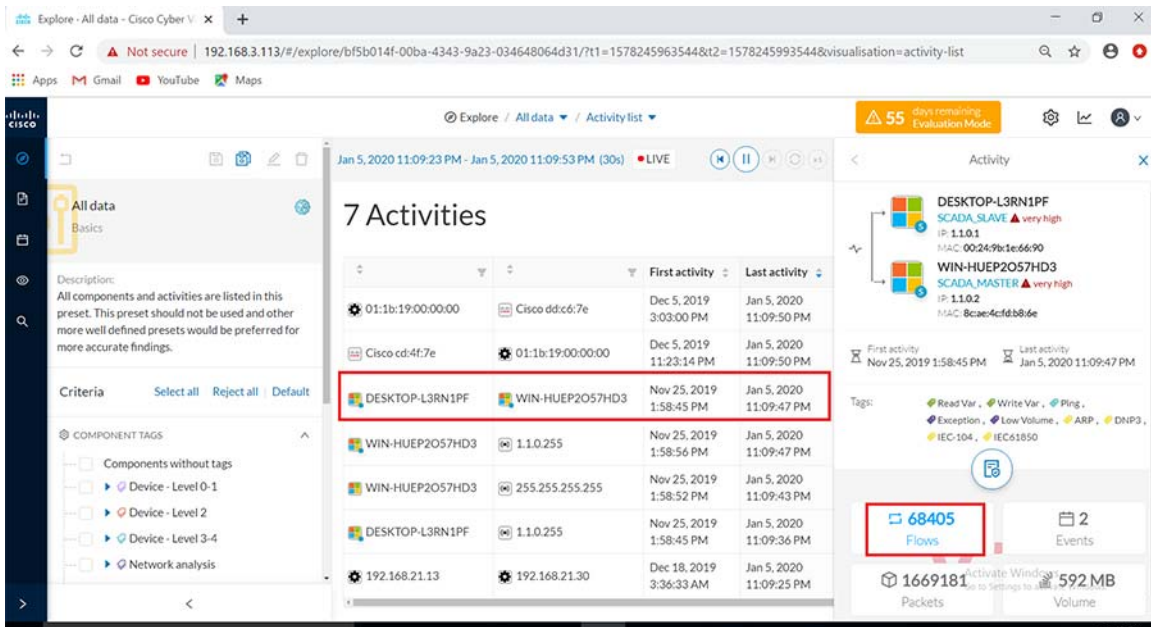 Explore - All data - Cisco Cyber V
Not secure | 192.168.3.113/#/explore/bf5b014f-00ba-4343-9a23-034648064d31/?t1=1578245963544&t2=1578245993544&visualisation=activity-list
Apps Gmail YouTube Maps
CISCO
Explore / All data / Activity list
55 days remaining
Evaluation Mode
All data
Basics
Description:
All components and activities are listed in this
preset. This preset should not be used and other
more well defined presets would be preferred for
more accurate findings.
Criteria Select all Reject all Default
COMPONENT TAGS
Components without tags
Device - Level 0-1
Device - Level 2
Device - Level 3-4
Network analysis
Jan 5, 2020 11:09:23 PM - Jan 5, 2020 11:09:53 PM (30s) LIVE
7 Activities
First activity Last activity
01:1b:19:00:00:00 Cisco dd:c6:7e Dec 5, 2019 3:03:00 PM Jan 5, 2020 11:09:50 PM
Cisco cd:4f:7e 01:1b:19:00:00:00 Dec 5, 2019 11:23:14 PM Jan 5, 2020 11:09:50 PM
DESKTOP-L3RN1PF WIN-HUEP2O57HD3 Nov 25, 2019 1:58:45 PM Jan 5, 2020 11:09:47 PM
WIN-HUEP2O57HD3 1.1.0.255 Nov 25, 2019 1:58:56 PM Jan 5, 2020 11:09:47 PM
WIN-HUEP2O57HD3 255.255.255.255 Nov 25, 2019 1:58:52 PM Jan 5, 2020 11:09:43 PM
DESKTOP-L3RN1PF 1.1.0.255 Nov 25, 2019 1:58:45 PM Jan 5, 2020 11:09:36 PM
192.168.21.13 192.168.21.30 Dec 18, 2019 3:36:33 AM Jan 5, 2020 11:09:25 PM
Activity
DESKTOP-L3RN1PF
SCADA_SLAVE very high
IP: 1.1.0.1
MAC: 00:24:9b:1e:66:90
WIN-HUEP2O57HD3
SCADA_MASTER very high
IP: 1.1.0.2
MAC: 8c:ae:4c:fd:b8:6e
First activity
Nov 25, 2019 1:58:45 PM
Last activity
Jan 5, 2020 11:09:47 PM
Tags: Read Var, Write Var, Ping,
Exception, Low Volume, ARP, DNP3,
IEC-104, IEC61850
68405
Flows
2
Events
1669181
Packets
592 MB
Volume
Activate Windows